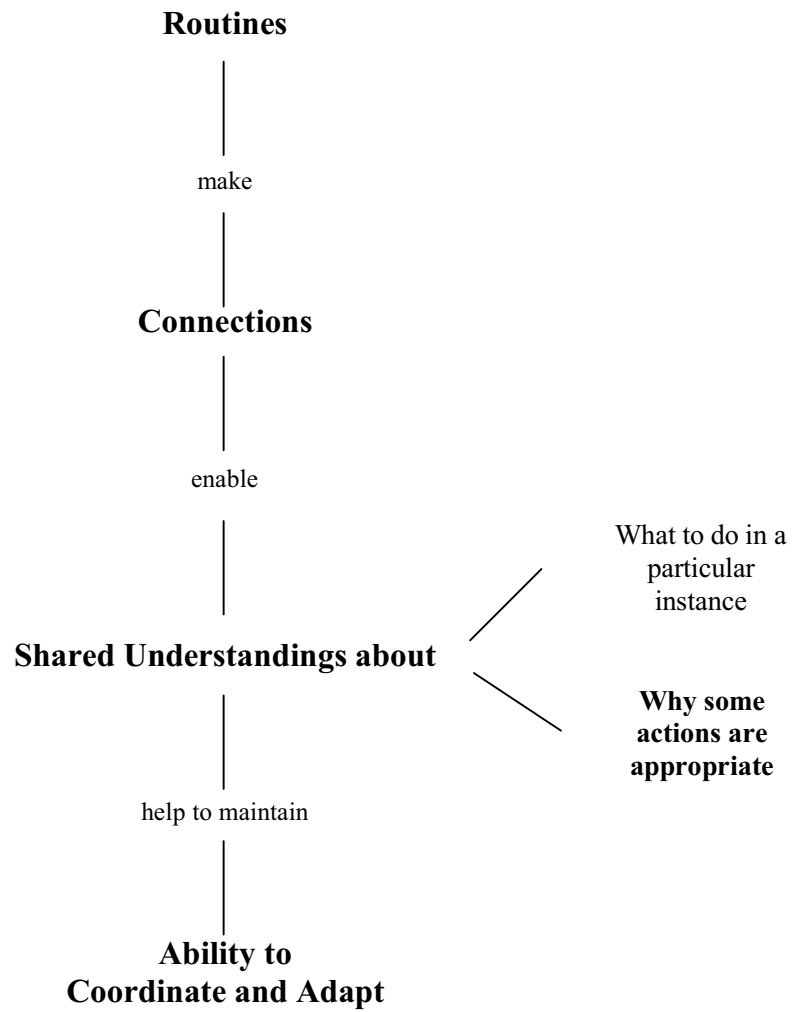 Routines
make
Connections
enable
What to do in a
particular
instance
Shared Understandings about
Why some
actions are
appropriate
help to maintain
Ability to
Coordinate and Adapt